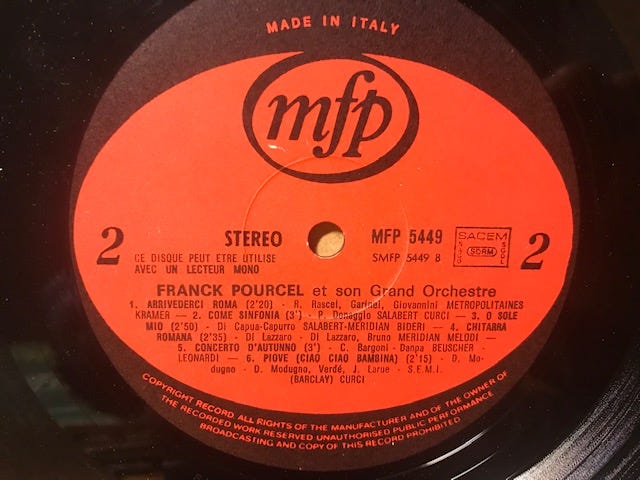 MADE IN ITALY
mfp
2
STEREO
CE DISQUE PEUT ETRE UTILISE
AVEC UN LECTEUR MONO
MFP 5449
SMFP 5449 B
SACEM
SDRM
2
FRANCK POURCEL et son Grand Orchestre
1. ARRIVEDERCI ROMA (2'20) - R. Rascel, Garinei, Giovannini METROPOLITAINES
KRAMER — 2. COME SINFONIA (3') - P. Donaggio SALABERT CURCI — 3. O SOLE
MIO (2'50) - Di Capua-Capurro SALABERT-MERIDIAN BIDERI — 4. CHITARRA
ROMANA (2'35) - Di Lazzaro - Di Lazzaro, Bruno MERIDIAN MELODI —
5. CONCERTO D'AUTUNNO (3') - C. Bargoni - Danpa BEUSCHER -
LEONARDI — 6. PIOVE (CIAO CIAO BAMBINA) (2'15) - D. Mo-
dugno - D. Modugno, Verdé, J. Larue - S.E.M.I.
(BARCLAY) CURCI
COPYRIGHT RECORD ALL RIGHTS OF THE MANUFACTURER AND OF THE OWNER OF
THE RECORDED WORK RESERVED UNAUTHORISED PUBLIC PERFORMANCE
BROADCASTING AND COPY OF THIS RECORD PROHIBITED